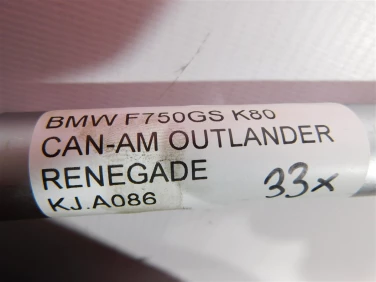 BMW F750GS K80
CAN-AM OUTLANDER
RENEGADE
33x
KJ.A086